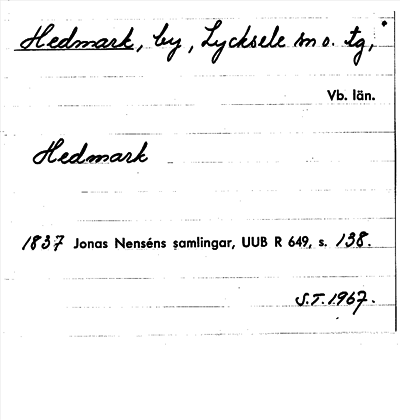 Hedmark, by, Lycksele sn o. tg,
Vb. län.
Hedmark
1837 Jonas Nenséns samlingar, UUB R 649, s. 138.
S.T. 1967.